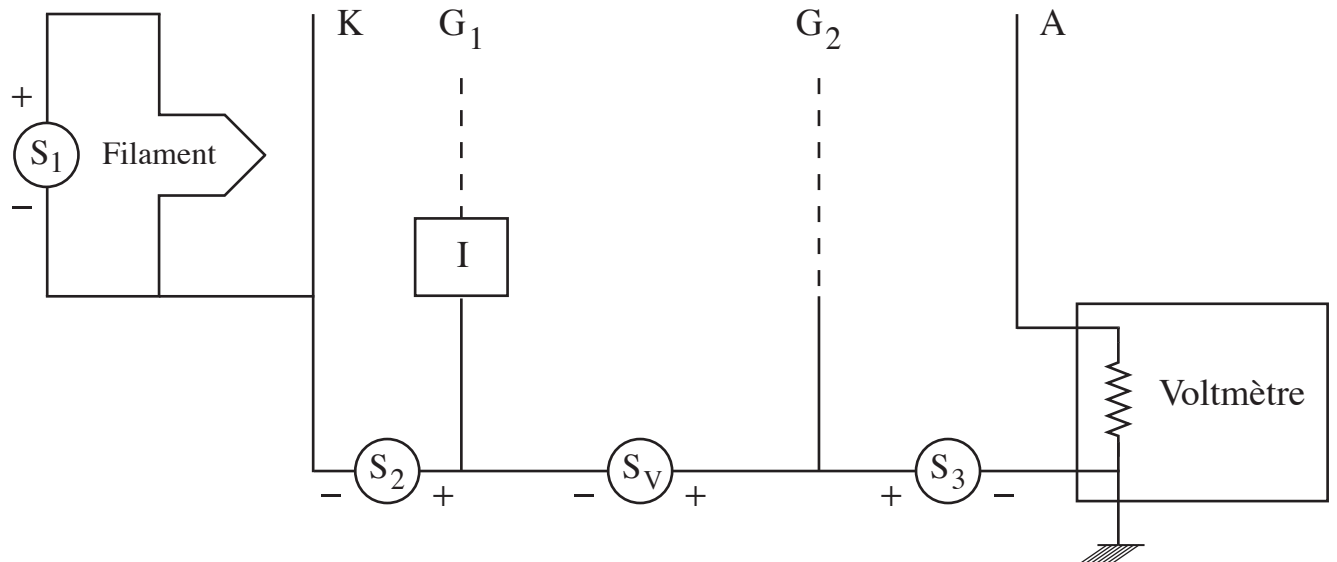 K
G1
G2
A
+
S1
Filament
−
I
Voltmètre
S2
SV
S3
− + − + + −